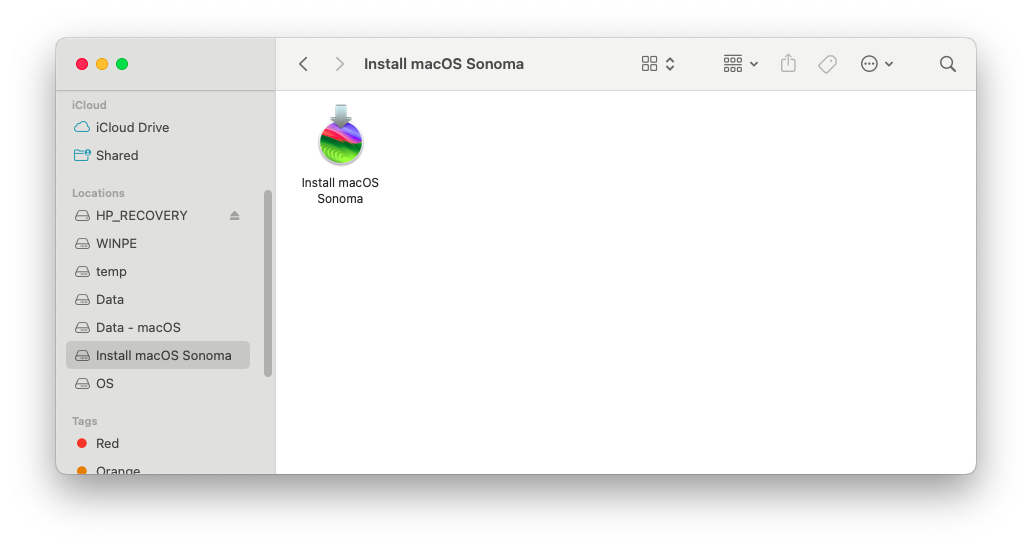 Install macOS Sonoma
iCloud
iCloud Drive
Shared
Locations
HP_RECOVERY
WINPE
temp
Data
Data - macOS
Install macOS Sonoma
OS
Tags
Red
Orange
Install macOS
Sonoma